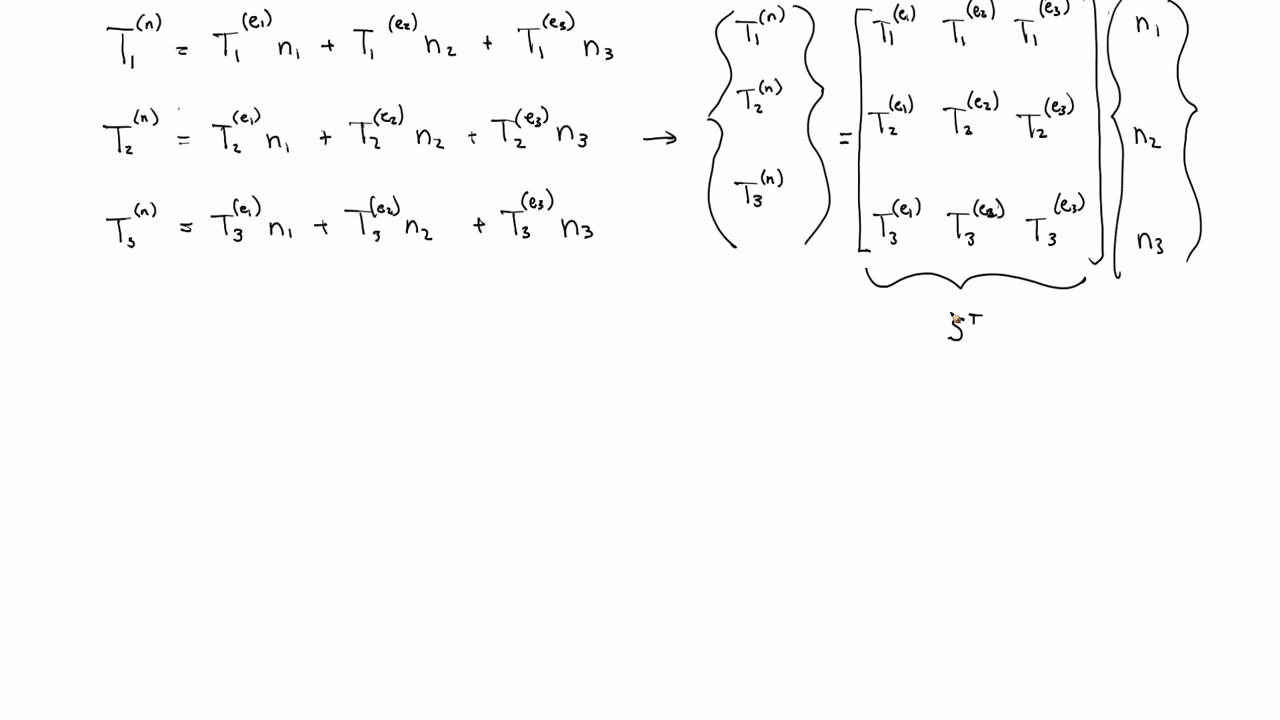 T₁⁽ⁿ⁾ = T₁^(e₁) n₁ + T₁^(e₂) n₂ + T₁^(e₃) n₃
T₂⁽ⁿ⁾ = T₂^(e₁) n₁ + T₂^(e₂) n₂ + T₂^(e₃) n₃ →
T₃⁽ⁿ⁾ = T₃^(e₁) n₁ + T₃^(e₂) n₂ + T₃^(e₃) n₃
{T₁⁽ⁿ⁾ [T₁^(e₁) T₁^(e₂) T₁^(e₃)] {n₁}
T₂⁽ⁿ⁾ = T₂^(e₁) T₂^(e₂) T₂^(e₃) n₂
T₃⁽ⁿ⁾ T₃^(e₁) T₃^(e₂) T₃^(e₃) n₃